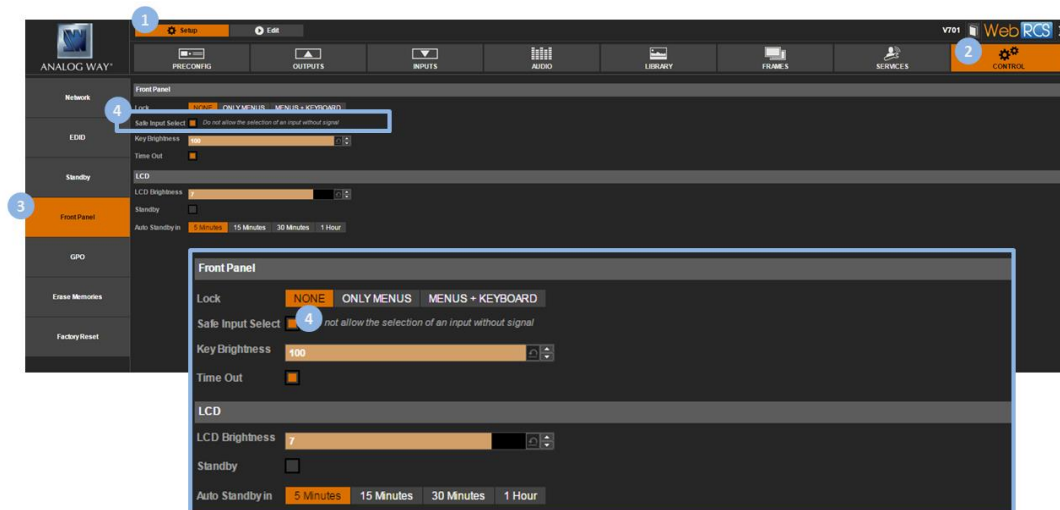 1
Setup
Edit
V701
Web RCS
2
ANALOG WAY®
PRECONFIG
OUTPUTS
INPUTS
AUDIO
LIBRARY
FRAMES
SERVICES
CONTROL
Network
EDID
Standby
3
Front Panel
GPO
Erase Memories
Factory Reset
Front Panel
4
Lock NONE ONLY MENUS MENUS + KEYBOARD
Safe Input Select Do not allow the selection of an input without signal
Key Brightness 100
Time Out
LCD
LCD Brightness 7
Standby
Auto Standby in 5 Minutes 15 Minutes 30 Minutes 1 Hour
Front Panel
Lock NONE ONLY MENUS MENUS + KEYBOARD
Safe Input Select 4 not allow the selection of an input without signal
Key Brightness 100
Time Out
LCD
LCD Brightness 7
Standby
Auto Standby in 5 Minutes 15 Minutes 30 Minutes 1 Hour